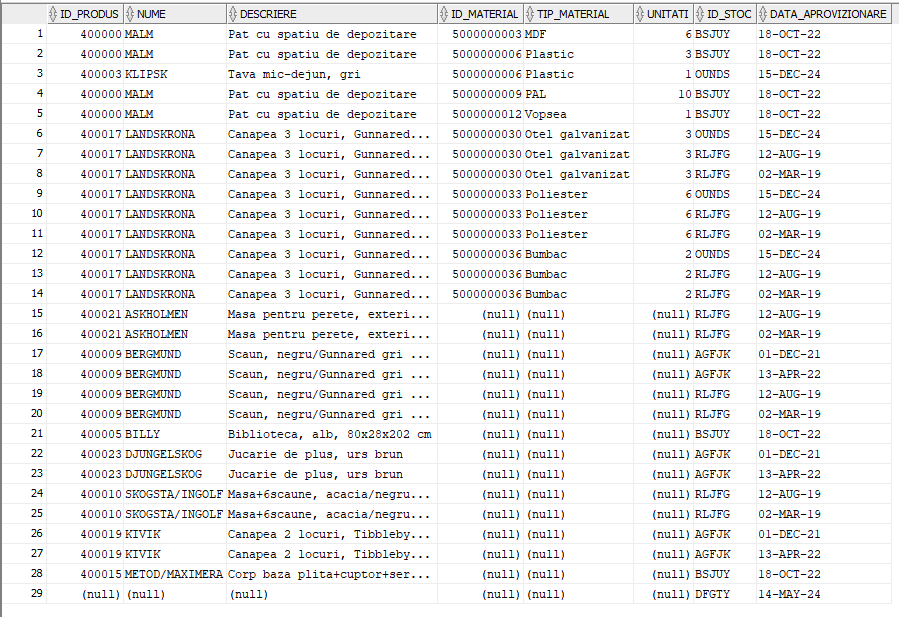 ID_PRODUS NUME DESCRIERE ID_MATERIAL TIP_MATERIAL UNITATI ID_STOC DATA_APROVIZIONARE
1 400000 MALM Pat cu spatiu de depozitare 5000000003 MDF 6 BSJUY 18-OCT-22
2 400000 MALM Pat cu spatiu de depozitare 5000000006 Plastic 3 BSJUY 18-OCT-22
3 400003 KLIPSK Tava mic-dejun, gri 5000000006 Plastic 1 OUNDS 15-DEC-24
4 400000 MALM Pat cu spatiu de depozitare 5000000009 PAL 10 BSJUY 18-OCT-22
5 400000 MALM Pat cu spatiu de depozitare 5000000012 Vopsea 1 BSJUY 18-OCT-22
6 400017 LANDSKRONA Canapea 3 locuri, Gunnared... 5000000030 Otel galvanizat 3 OUNDS 15-DEC-24
7 400017 LANDSKRONA Canapea 3 locuri, Gunnared... 5000000030 Otel galvanizat 3 RLJFG 12-AUG-19
8 400017 LANDSKRONA Canapea 3 locuri, Gunnared... 5000000030 Otel galvanizat 3 RLJFG 02-MAR-19
9 400017 LANDSKRONA Canapea 3 locuri, Gunnared... 5000000033 Poliester 6 OUNDS 15-DEC-24
10 400017 LANDSKRONA Canapea 3 locuri, Gunnared... 5000000033 Poliester 6 RLJFG 12-AUG-19
11 400017 LANDSKRONA Canapea 3 locuri, Gunnared... 5000000033 Poliester 6 RLJFG 02-MAR-19
12 400017 LANDSKRONA Canapea 3 locuri, Gunnared... 5000000036 Bumbac 2 OUNDS 15-DEC-24
13 400017 LANDSKRONA Canapea 3 locuri, Gunnared... 5000000036 Bumbac 2 RLJFG 12-AUG-19
14 400017 LANDSKRONA Canapea 3 locuri, Gunnared... 5000000036 Bumbac 2 RLJFG 02-MAR-19
15 400021 ASKHOLMEN Masa pentru perete, exteri... (null) (null) (null) RLJFG 12-AUG-19
16 400021 ASKHOLMEN Masa pentru perete, exteri... (null) (null) (null) RLJFG 02-MAR-19
17 400009 BERGMUND Scaun, negru/Gunnared gri ... (null) (null) (null) AGFJK 01-DEC-21
18 400009 BERGMUND Scaun, negru/Gunnared gri ... (null) (null) (null) AGFJK 13-APR-22
19 400009 BERGMUND Scaun, negru/Gunnared gri ... (null) (null) (null) RLJFG 12-AUG-19
20 400009 BERGMUND Scaun, negru/Gunnared gri ... (null) (null) (null) RLJFG 02-MAR-19
21 400005 BILLY Biblioteca, alb, 80x28x202 cm (null) (null) (null) BSJUY 18-OCT-22
22 400023 DJUNGELSKOG Jucarie de plus, urs brun (null) (null) (null) AGFJK 01-DEC-21
23 400023 DJUNGELSKOG Jucarie de plus, urs brun (null) (null) (null) AGFJK 13-APR-22
24 400010 SKOGSTA/INGOLF Masa+6scaune, acacia/negru... (null) (null) (null) RLJFG 12-AUG-19
25 400010 SKOGSTA/INGOLF Masa+6scaune, acacia/negru... (null) (null) (null) RLJFG 02-MAR-19
26 400019 KIVIK Canapea 2 locuri, Tibbleby... (null) (null) (null) AGFJK 01-DEC-21
27 400019 KIVIK Canapea 2 locuri, Tibbleby... (null) (null) (null) AGFJK 13-APR-22
28 400015 METOD/MAXIMERA Corp baza plita+cuptor+ser... (null) (null) (null) BSJUY 18-OCT-22
29 (null) (null) (null) (null) (null) (null) DFGTY 14-MAY-24